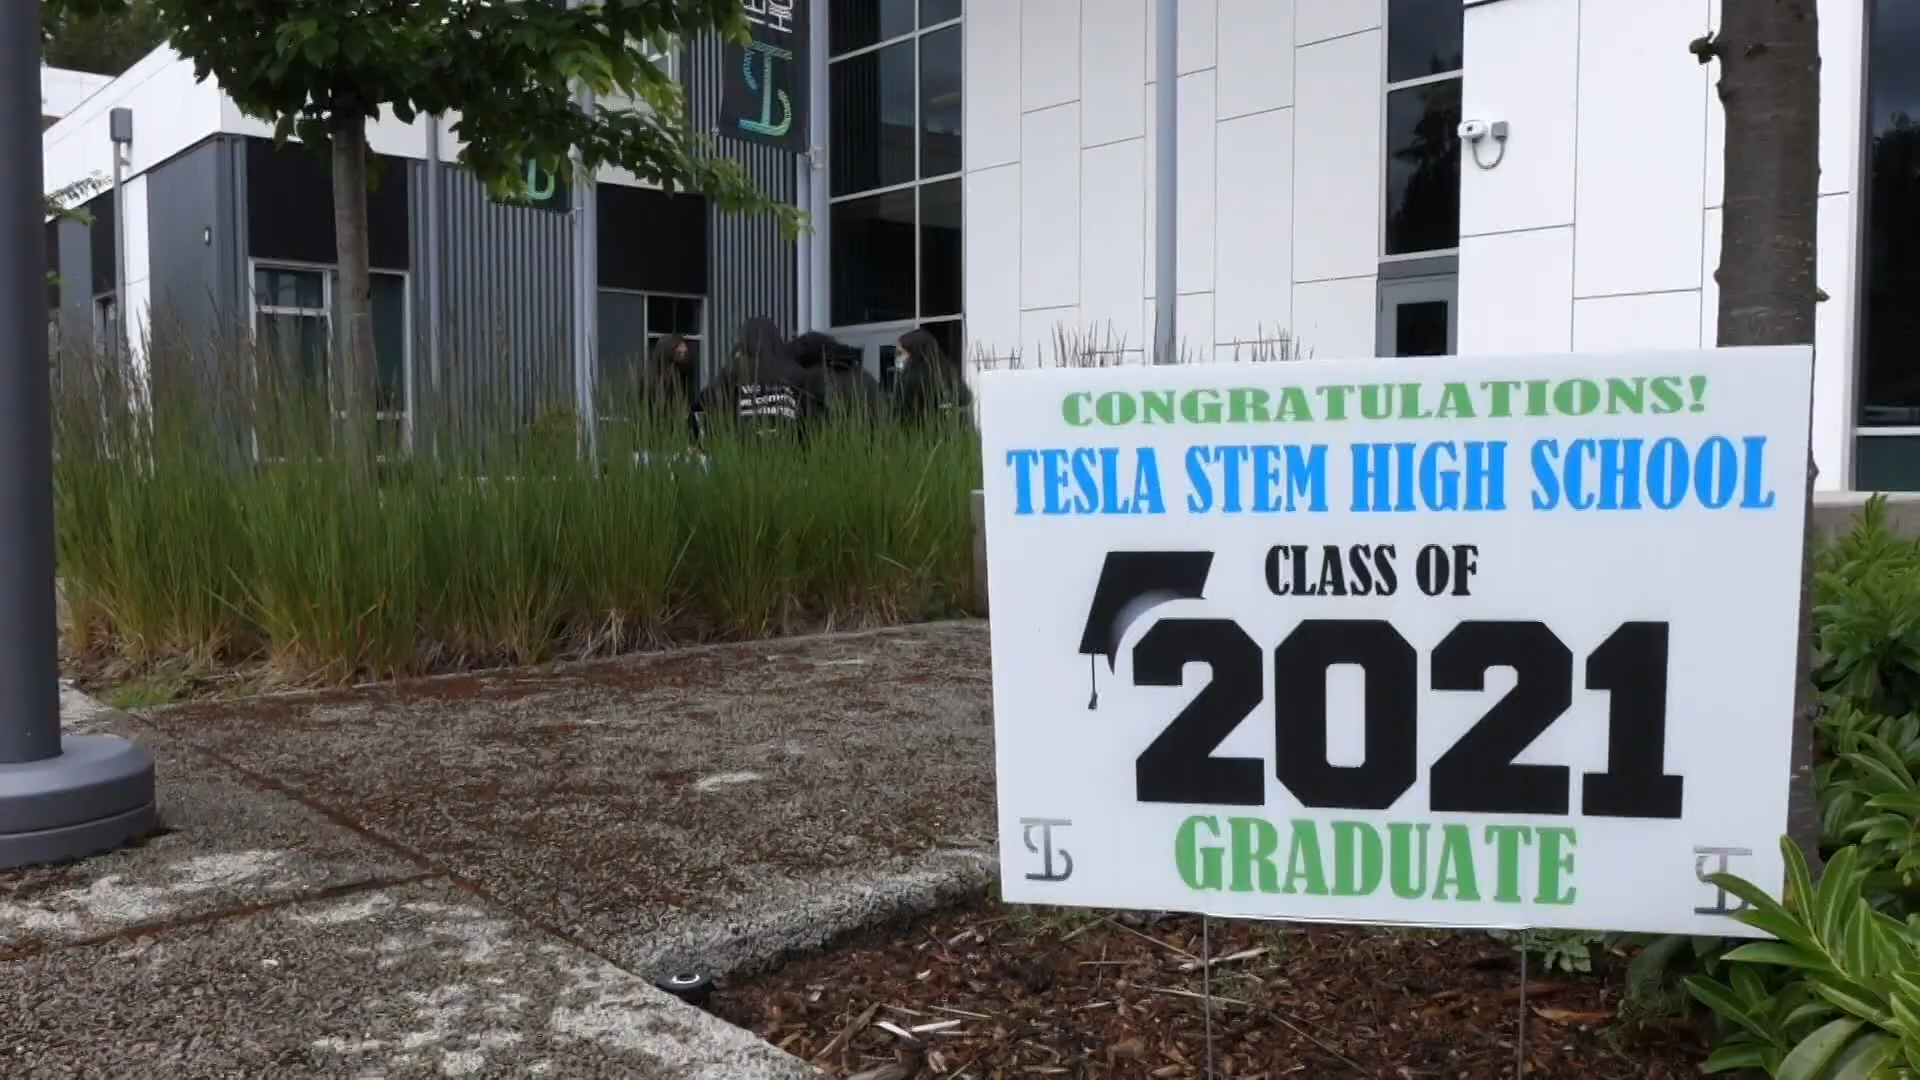 CONGRATULATIONS!
TESLA STEM HIGH SCHOOL
CLASS OF
2021
GRADUATE